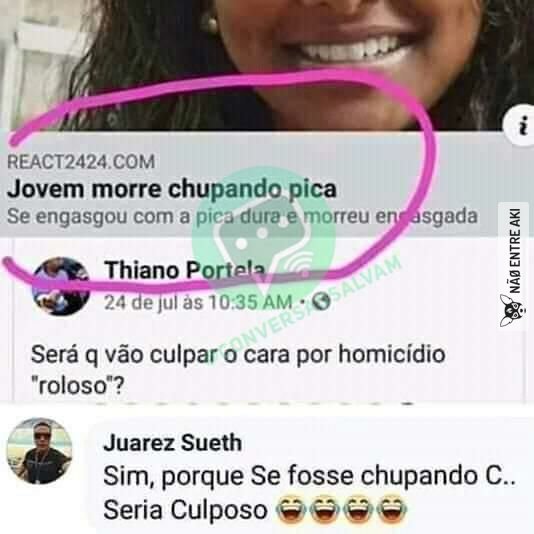 REACT2424.COM
Jovem morre chupando pica
Se engasgou com a pica dura e morreu engasgada
Thiano Portela
24 de jul às 10:35 AM •
Será q vão culpar o cara por homicídio
"roloso"?
Juarez Sueth
Sim, porque Se fosse chupando C..
Seria Culposo 😂😂😂😂
NÃO ENTRE AKI
@CONVERSASSALVAM